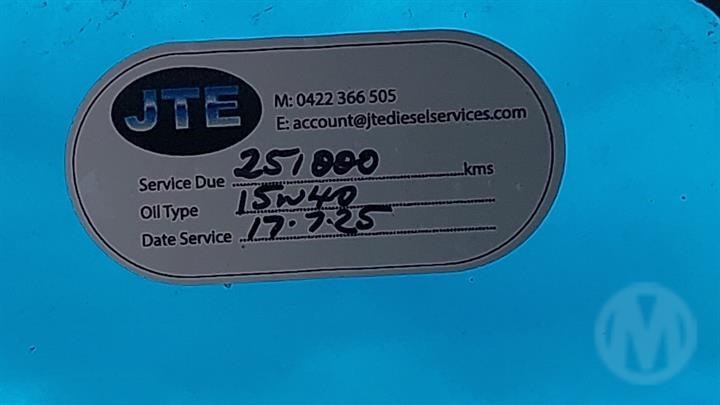 JTE
M: 0422 366 505
E: account@jtedieselservices.com
Service Due 251000 kms
Oil Type 15W40
Date Service 17.7.25
M